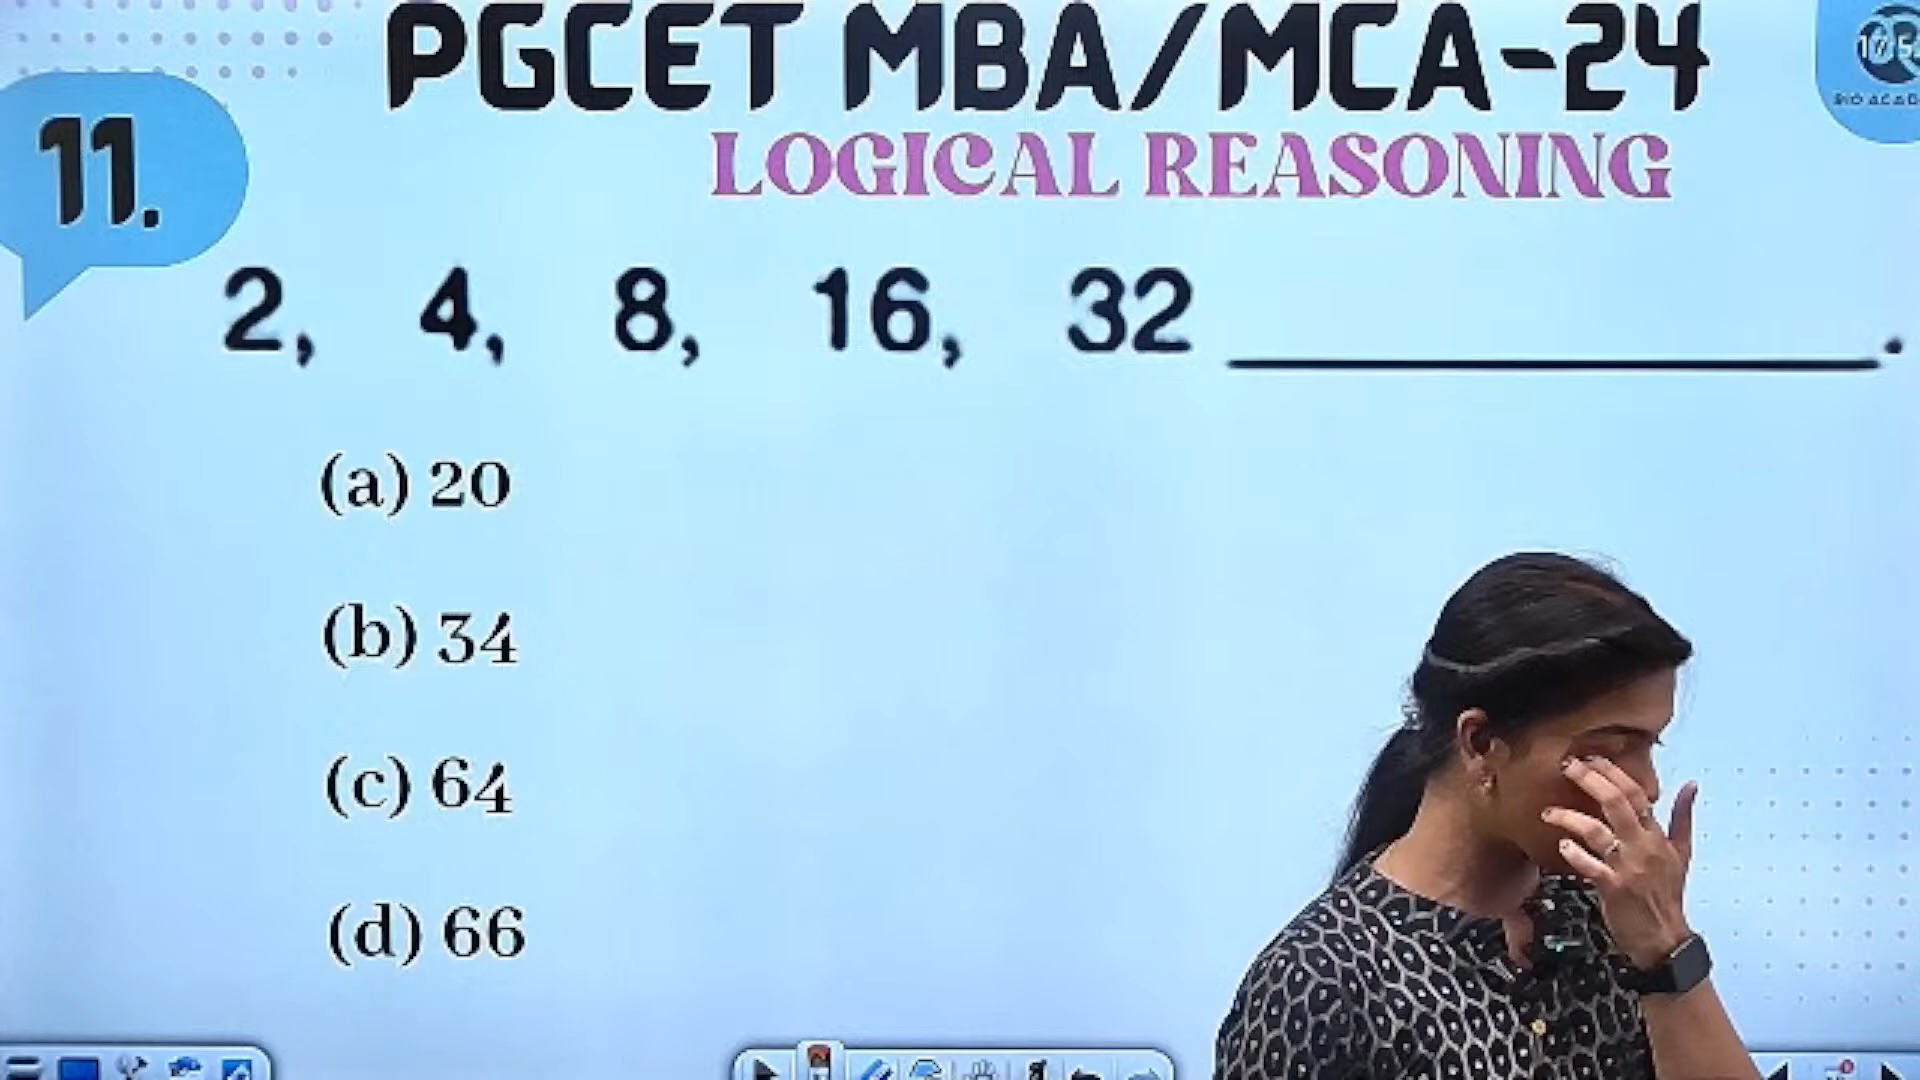 PGCET MBA/MCA-24
11.
LOGICAL REASONING
2, 4, 8, 16, 32 ________.
(a) 20
(b) 34
(c) 64
(d) 66